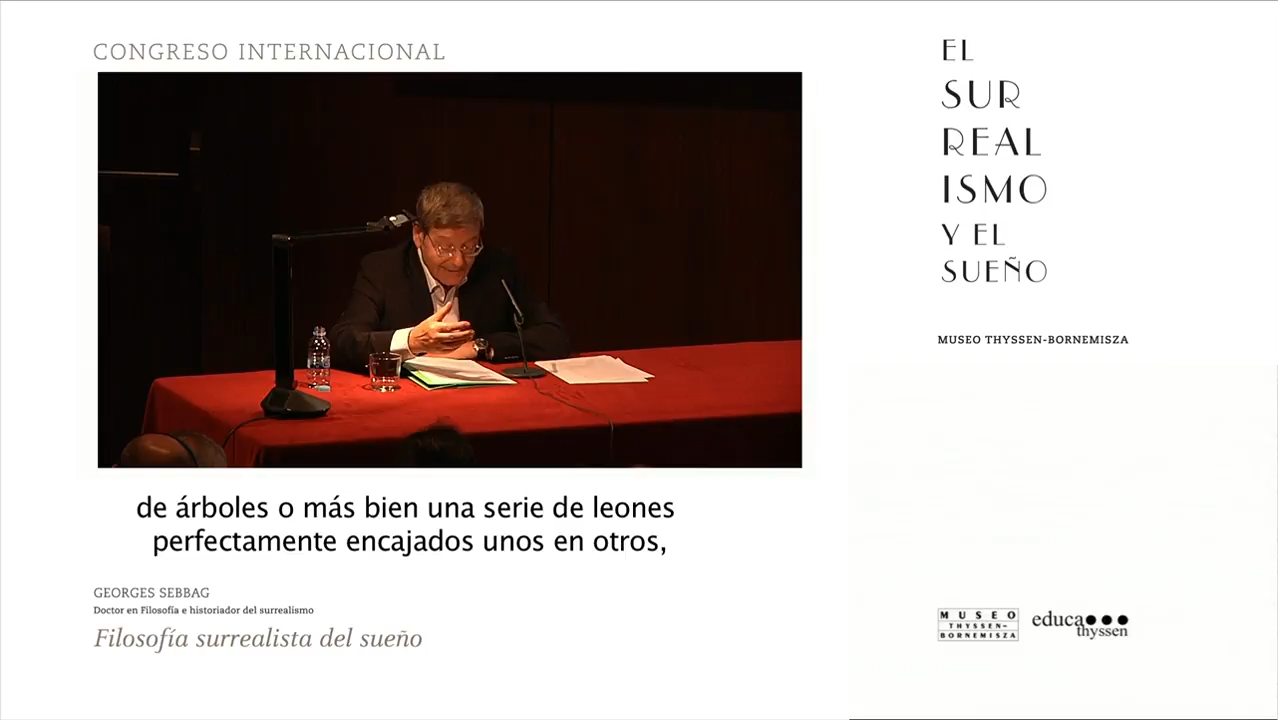 CONGRESO INTERNACIONAL
EL
SUR
REAL
ISMO
Y EL
SUEÑO
MUSEO THYSSEN-BORNEMISZA
de árboles o más bien una serie de leones
perfectamente encajados unos en otros,
GEORGES SEBBAG
Doctor en Filosofía e historiador del surrealismo
Filosofía surrealista del sueño
MUSEO
THYSSEN-
BORNEMISZA
educa
thyssen